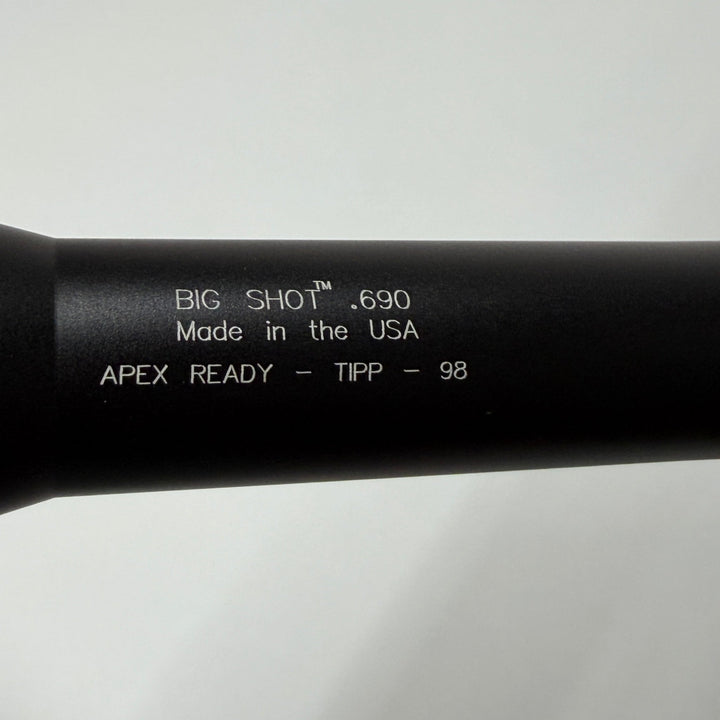 BIG SHOT™ .690
Made in the USA
APEX READY - TIPP - 98